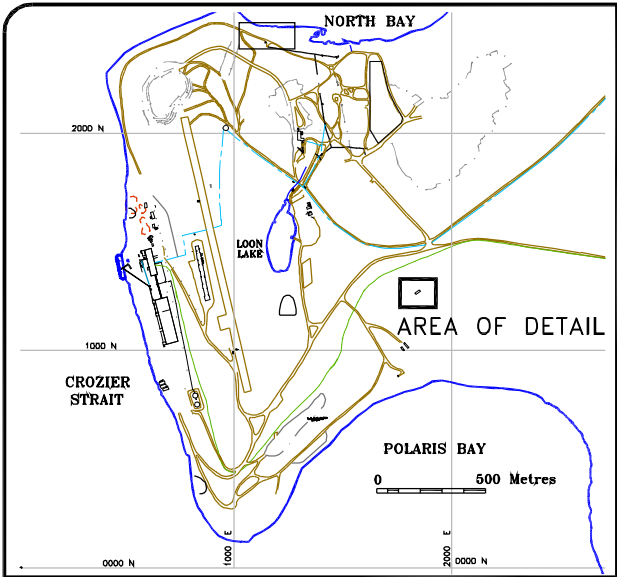 NORTH BAY
2000 N
LOON
LAKE
AREA OF DETAIL
1000 N
CROZIER
STRAIT
POLARIS BAY
0 500 Metres
1000 E
2000 E
0000 N
0000 N